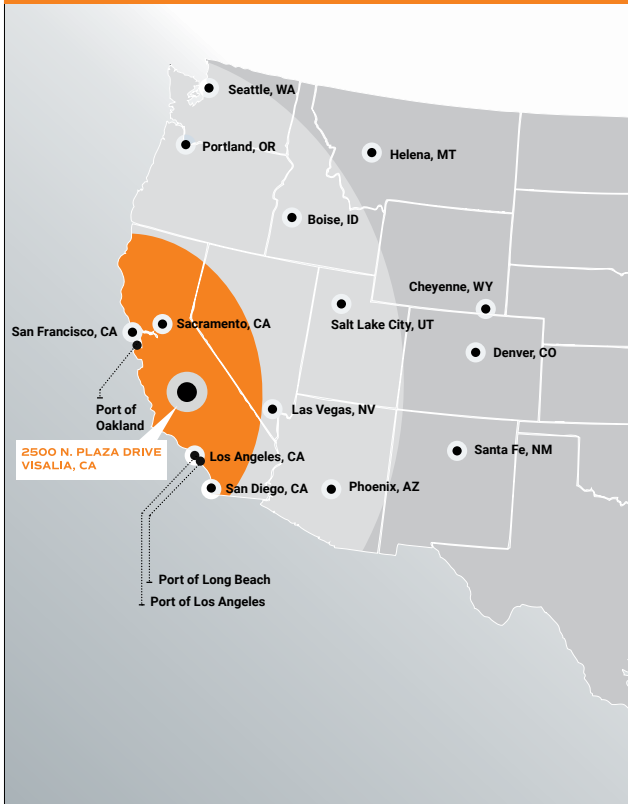 Seattle, WA
Portland, OR
Helena, MT
Boise, ID
Cheyenne, WY
Salt Lake City, UT
San Francisco, CA
Sacramento, CA
Denver, CO
Port of
Oakland
Las Vegas, NV
2500 N. PLAZA DRIVE
VISALIA, CA
Los Angeles, CA
Santa Fe, NM
San Diego, CA
Phoenix, AZ
Port of Long Beach
Port of Los Angeles